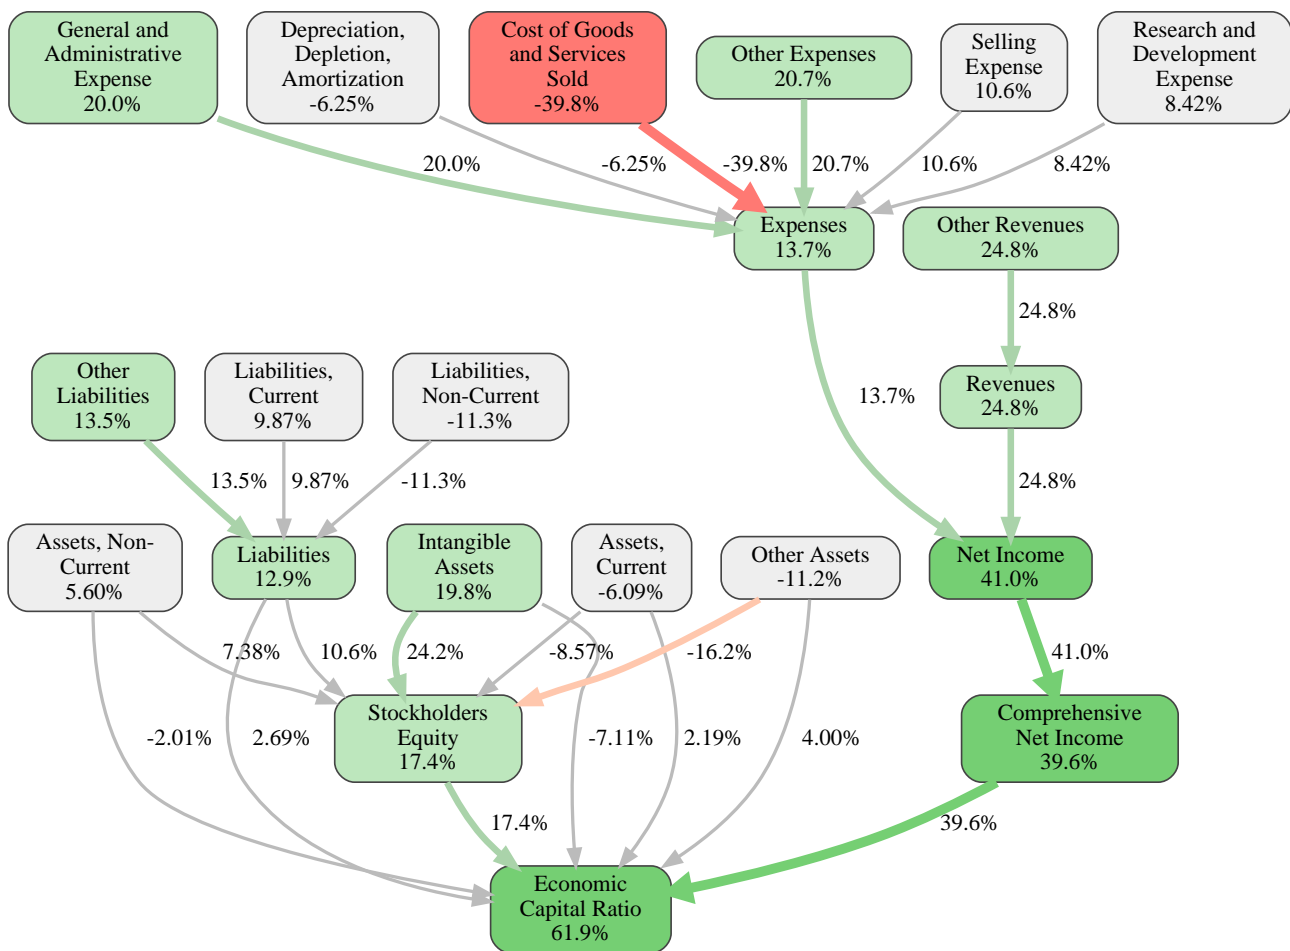 General and
Administrative
Expense
20.0%
Depreciation,
Depletion,
Amortization
-6.25%
Cost of Goods
and Services
Sold
-39.8%
Other Expenses
20.7%
Selling
Expense
10.6%
Research and
Development
Expense
8.42%
20.0%
-6.25%
-39.8%
20.7%
10.6%
8.42%
Expenses
13.7%
Other Revenues
24.8%
24.8%
Other
Liabilities
13.5%
Liabilities,
Current
9.87%
Liabilities,
Non-Current
-11.3%
13.7%
Revenues
24.8%
13.5%
9.87%
-11.3%
24.8%
Assets, Non-
Current
5.60%
Liabilities
12.9%
Intangible
Assets
19.8%
Assets,
Current
-6.09%
Other Assets
-11.2%
Net Income
41.0%
7.38%
10.6%
24.2%
-8.57%
-16.2%
41.0%
-2.01%
2.69%
Stockholders
Equity
17.4%
-7.11%
2.19%
4.00%
Comprehensive
Net Income
39.6%
17.4%
39.6%
Economic
Capital Ratio
61.9%